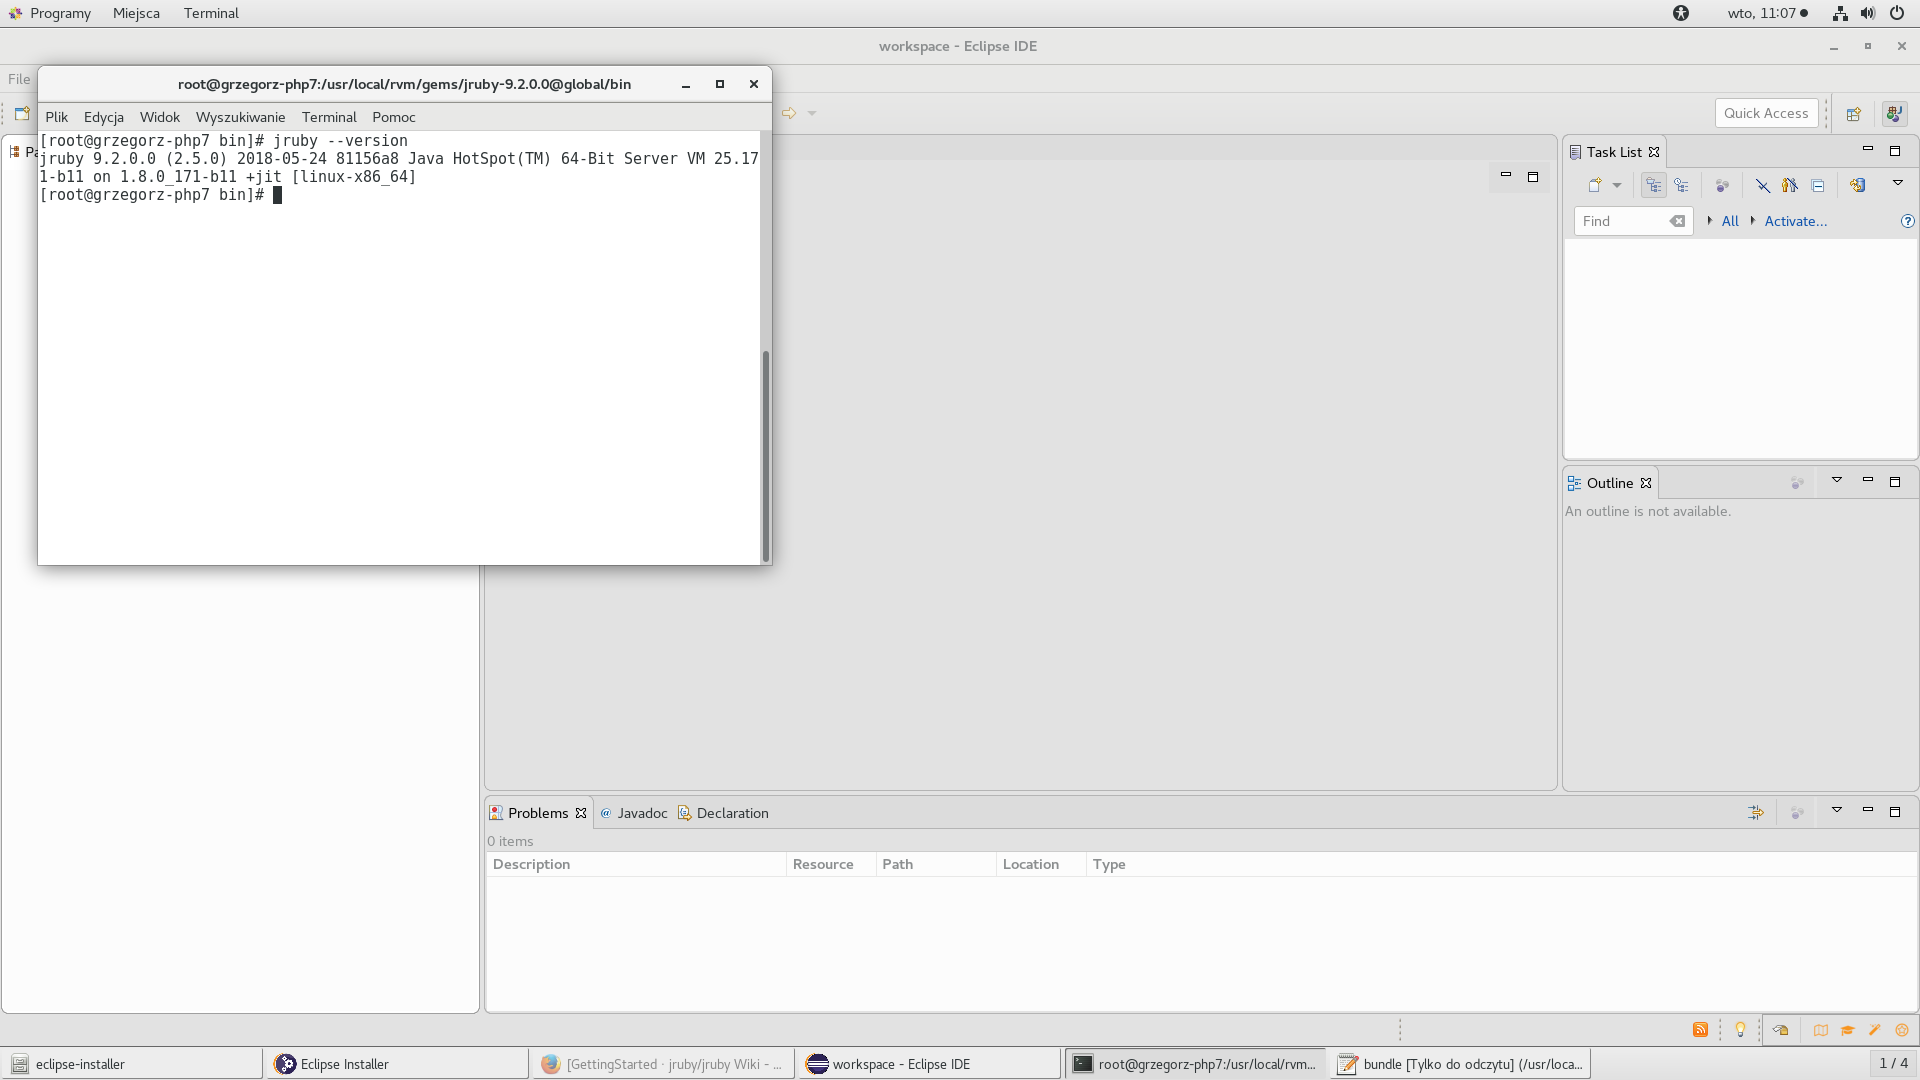 Programy Miejsca Terminal wto, 11:07
workspace - Eclipse IDE
File
root@grzegorz-php7:/usr/local/rvm/gems/jruby-9.2.0.0@global/bin
Plik Edycja Widok Wyszukiwanie Terminal Pomoc
[root@grzegorz-php7 bin]# jruby --version
jruby 9.2.0.0 (2.5.0) 2018-05-24 81156a8 Java HotSpot(TM) 64-Bit Server VM 25.17
1-b11 on 1.8.0_171-b11 +jit [linux-x86_64]
[root@grzegorz-php7 bin]#
Quick Access
Task List
Find All Activate...
Outline
An outline is not available.
Problems Javadoc Declaration
0 items
Description Resource Path Location Type
eclipse-installer Eclipse Installer [GettingStarted · jruby/jruby Wiki - ... workspace - Eclipse IDE root@grzegorz-php7:/usr/local/rvm... bundle [Tylko do odczytu] (/usr/loca... 1 / 4